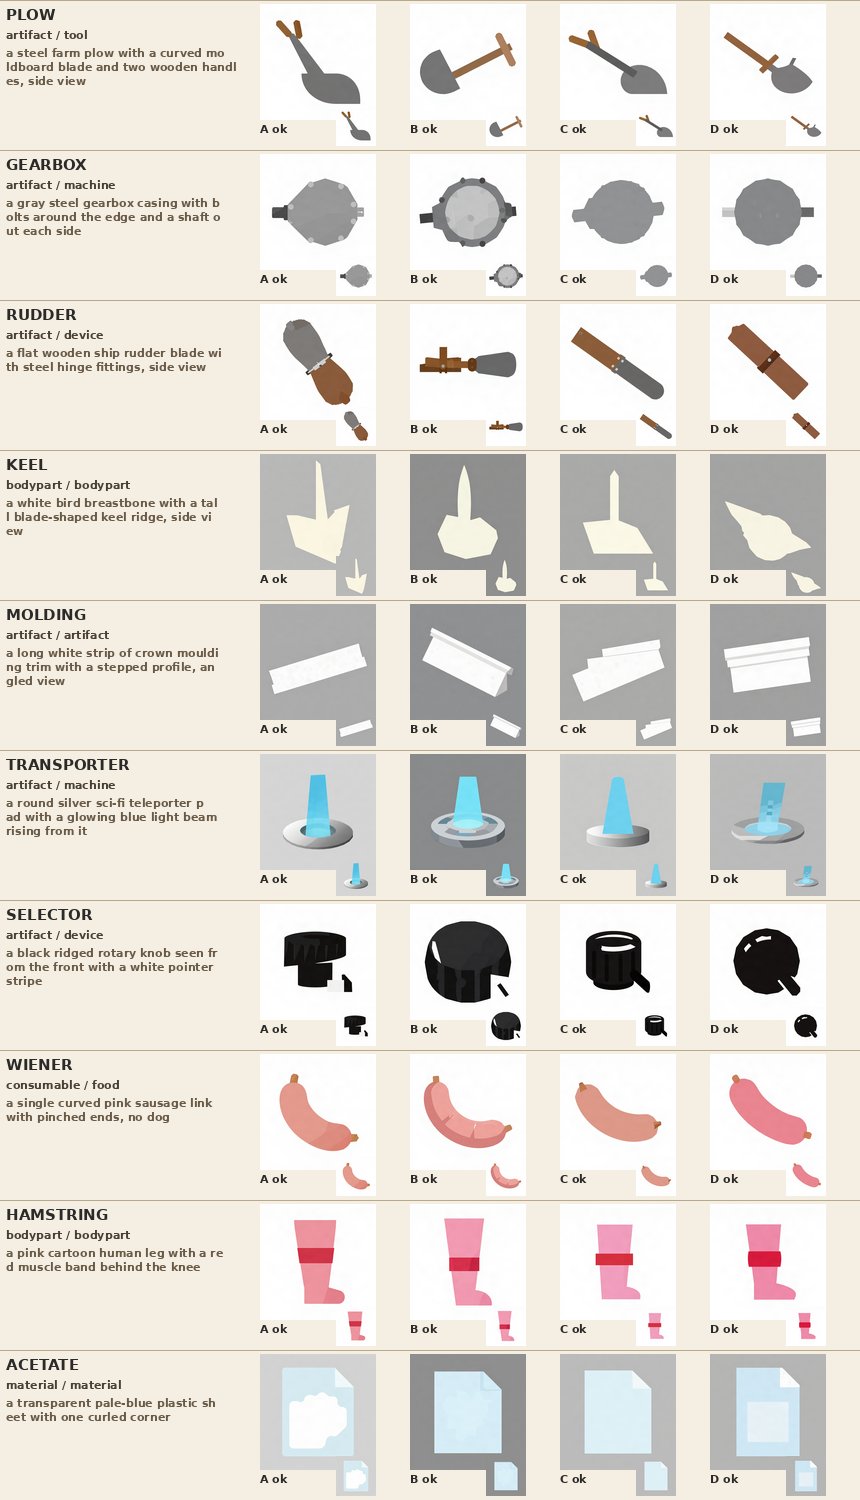 PLOW
artifact / tool
a steel farm plow with a curved mo
ldboard blade and two wooden handl
es, side view
A ok
B ok
C ok
D ok
GEARBOX
artifact / machine
a gray steel gearbox casing with b
olts around the edge and a shaft o
ut each side
A ok
B ok
C ok
D ok
RUDDER
artifact / device
a flat wooden ship rudder blade wi
th steel hinge fittings, side view
A ok
B ok
C ok
D ok
KEEL
bodypart / bodypart
a white bird breastbone with a tal
l blade-shaped keel ridge, side vi
ew
A ok
B ok
C ok
D ok
MOLDING
artifact / artifact
a long white strip of crown mouldi
ng trim with a stepped profile, an
gled view
A ok
B ok
C ok
D ok
TRANSPORTER
artifact / machine
a round silver sci-fi teleporter p
ad with a glowing blue light beam
rising from it
A ok
B ok
C ok
D ok
SELECTOR
artifact / device
a black ridged rotary knob seen fr
om the front with a white pointer
stripe
A ok
B ok
C ok
D ok
WIENER
consumable / food
a single curved pink sausage link
with pinched ends, no dog
A ok
B ok
C ok
D ok
HAMSTRING
bodypart / bodypart
a pink cartoon human leg with a re
d muscle band behind the knee
A ok
B ok
C ok
D ok
ACETATE
material / material
a transparent pale-blue plastic sh
eet with one curled corner
A ok
B ok
C ok
D ok